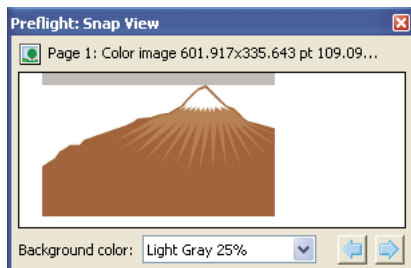 Preflight: Snap View
Page 1: Color image 601.917x335.643 pt 109.09...
Background color: Light Gray 25%